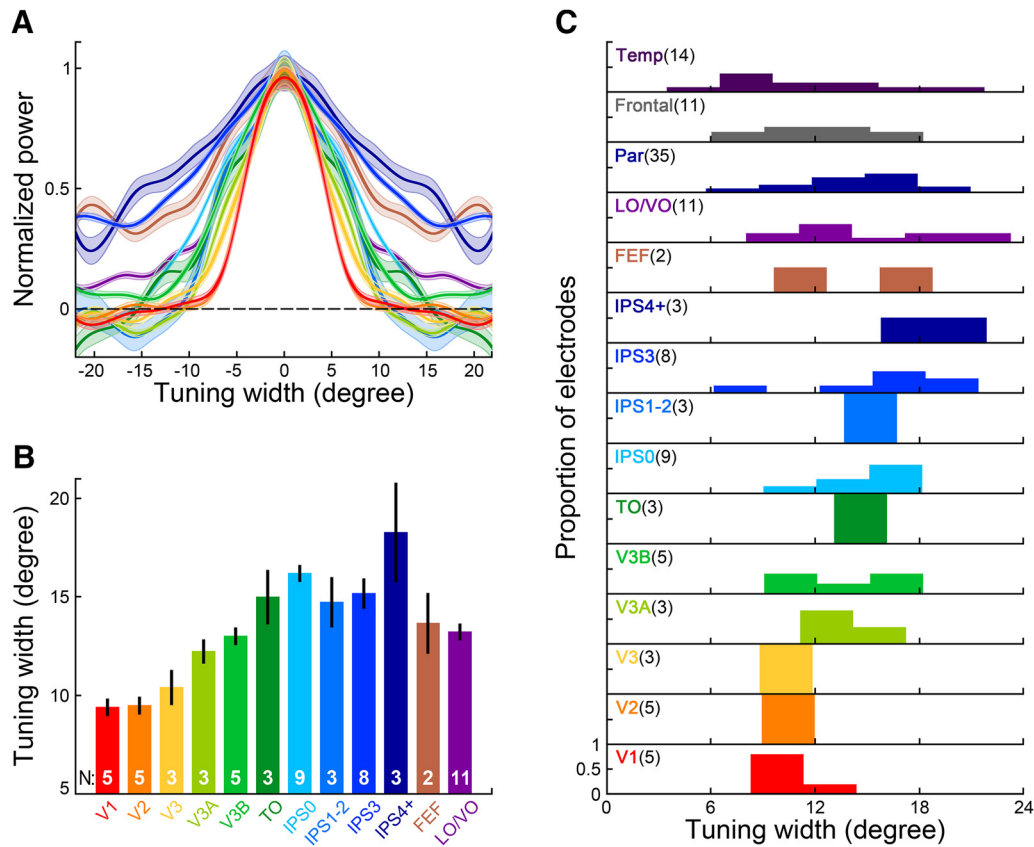 A
Normalized power
1
0.5
0
-20 -15 -10 -5 0 5 10 15 20
Tuning width (degree)
B
Tuning width (degree)
20
15
10
5
N: 5 5 3 3 5 3 9 3 8 3 2 11
V1 V2 V3 V3A V3B TO IPS0 IPS1-2 IPS3 IPS4+ FEF LO/VO
C
Proportion of electrodes
Temp(14)
Frontal(11)
Par(35)
LO/VO(11)
FEF(2)
IPS4+(3)
IPS3(8)
IPS1-2(3)
IPS0(9)
TO(3)
V3B(5)
V3A(3)
V3(3)
V2(5)
V1(5)
1
0.5
0
0 6 12 18 24
Tuning width (degree)